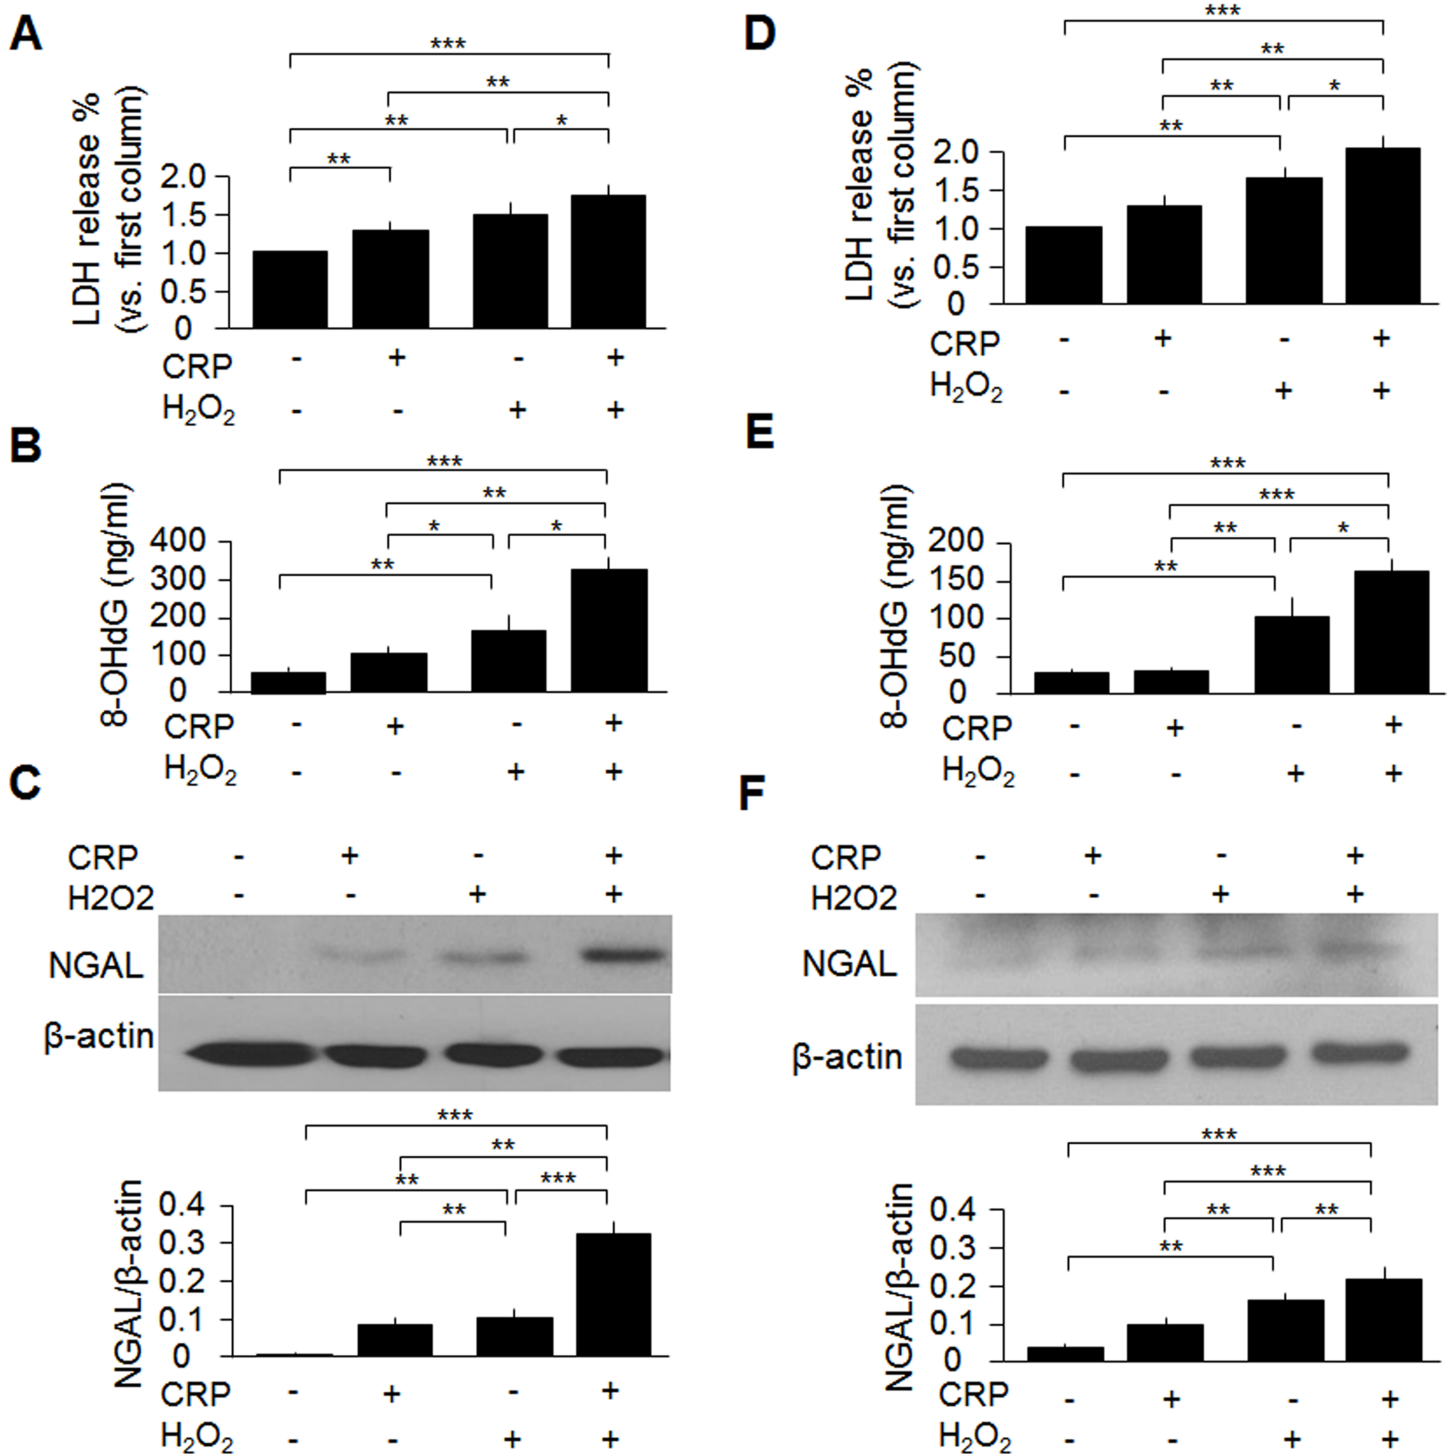 A
LDH release %
(vs. first column)
***
**
** *
**
2.0
1.5
1.0
0.5
0
CRP - + - +
H₂O₂ - - + +
B
8-OHdG (ng/ml)
***
**
* *
**
400
300
200
100
0
CRP - + - +
H₂O₂ - - + +
C
CRP - + - +
H2O2 - - + +
NGAL
β-actin
NGAL/β-actin
***
**
** ***
**
0.4
0.3
0.2
0.1
0
CRP - + - +
H₂O₂ - - + +
D
LDH release %
(vs. first column)
***
**
** *
**
2.0
1.5
1.0
0.5
0
CRP - + - +
H₂O₂ - - + +
E
8-OHdG (ng/ml)
***
***
** *
**
200
150
100
50
0
CRP - + - +
H₂O₂ - - + +
F
CRP - + - +
H2O2 - - + +
NGAL
β-actin
NGAL/β-actin
***
***
** **
**
0.4
0.3
0.2
0.1
0
CRP - + - +
H₂O₂ - - + +